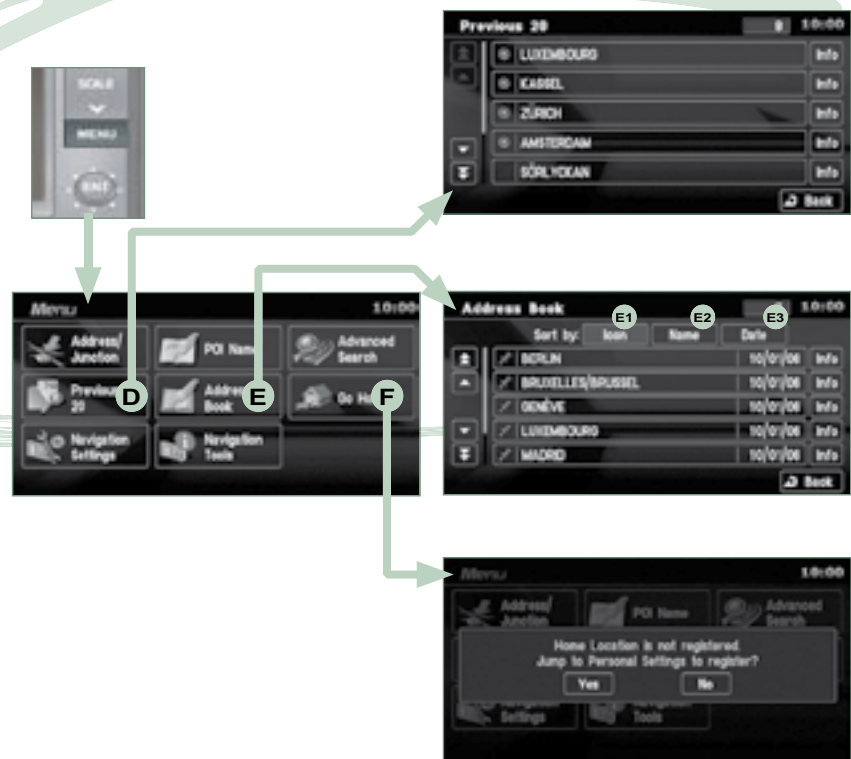 Previous 20 8 10:00
LUXEMBOURG Info
KASSEL Info
ZÜRICH Info
AMSTERDAM Info
SÖRLYCKAN Info
Back
SCALE
MENU
ENT
Menu 10:00
Address/
Junction
POI Name
Advanced
Search
Previous
20
D
Address
Book
E
Go H
F
Navigation
Settings
Navigation
Tools
Address Book 10:00
E1 E2 E3
Sort by: Icon Name Date
BERLIN 10/01/06 Info
BRUXELLES/BRUSSEL 10/01/06 Info
GENÈVE 10/01/06 Info
LUXEMBOURG 10/01/06 Info
MADRID 10/01/06 Info
Back
Menu 10:00
Address/
Junction
POI Name
Advanced
Search
Home Location is not registered.
Jump to Personal Settings to register?
Yes No
Navigation
Settings
Navigation
Tools